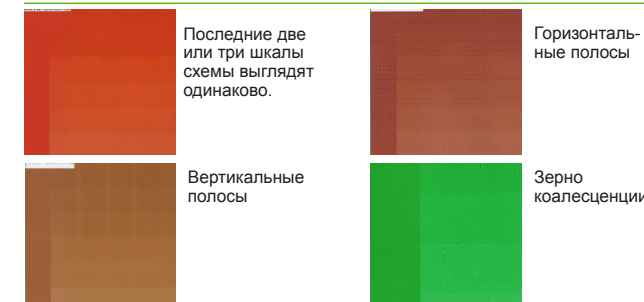 Последние две
или три шкалы
схемы выглядят
одинаково.
Горизонталь-
ные полосы
Вертикальные
полосы
Зерно
коалесценции